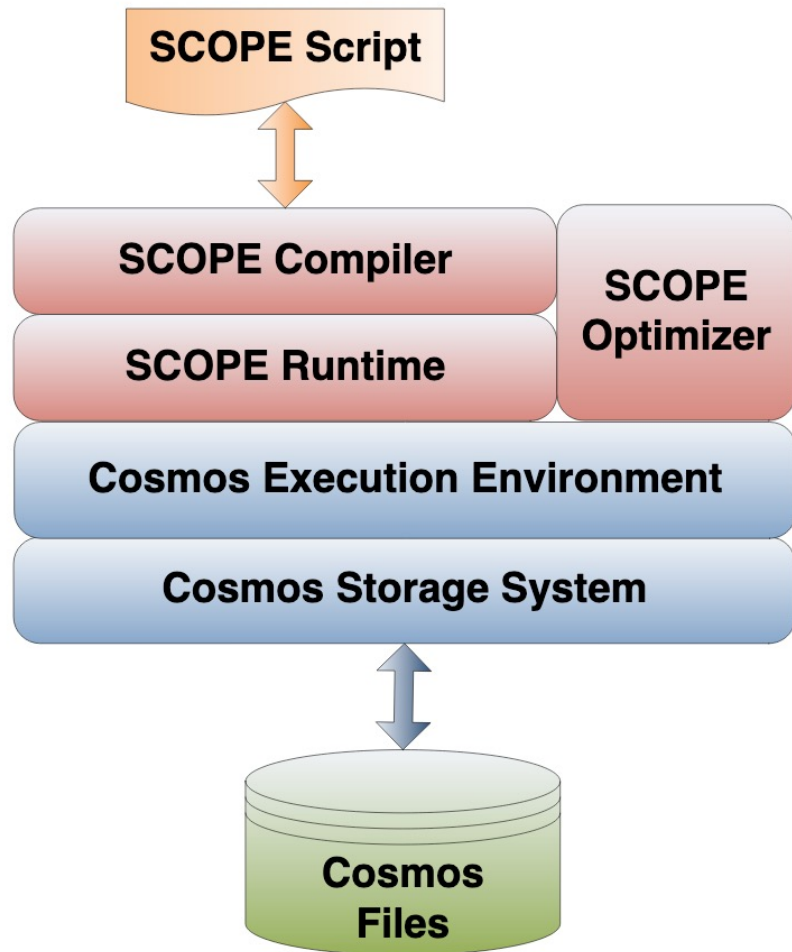 SCOPE Script
SCOPE Compiler
SCOPE
Optimizer
SCOPE Runtime
Cosmos Execution Environment
Cosmos Storage System
Cosmos
Files